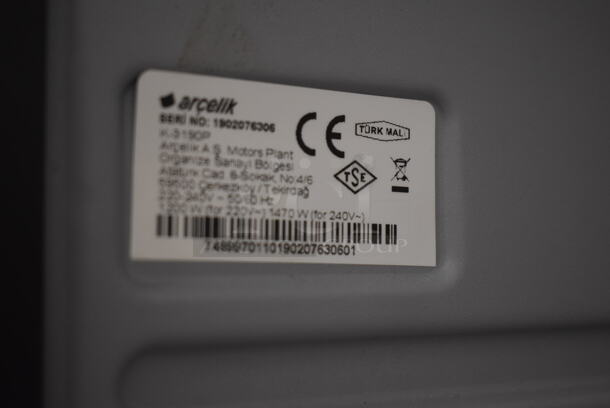 arçelik
SERİ NO: 1902076306
K-3190P
Arçelik A.Ş. Motors Plant
Organize Sanayi Bölgesi
Atatürk Cad. 6-Sokak, No:4/6
59500 Çerkezköy / Tekirdağ
220-240V ~ 50/60 Hz
W (for 220V~) 1470 W (for 240V~)
7489970110190207630601
CE
TÜRK MALI
TSE